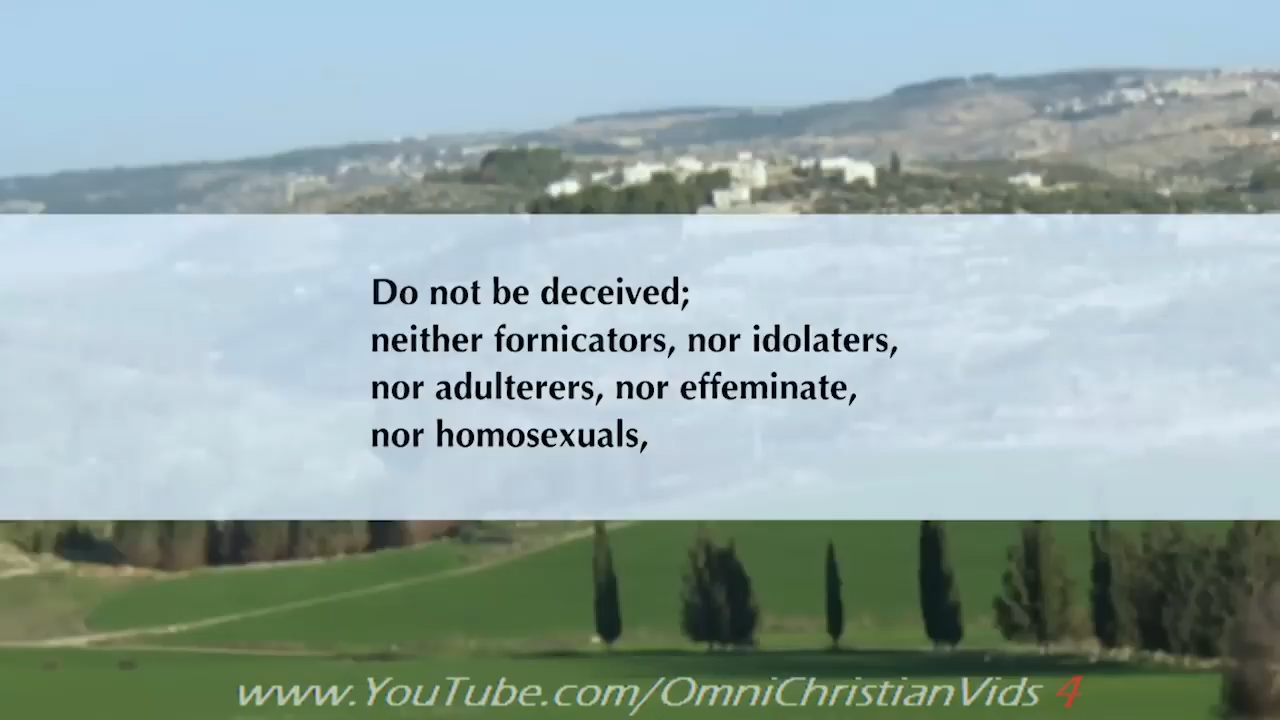 Do not be deceived;
neither fornicators, nor idolaters,
nor adulterers, nor effeminate,
nor homosexuals,
www.YouTube.com/OmniChristianVids 4